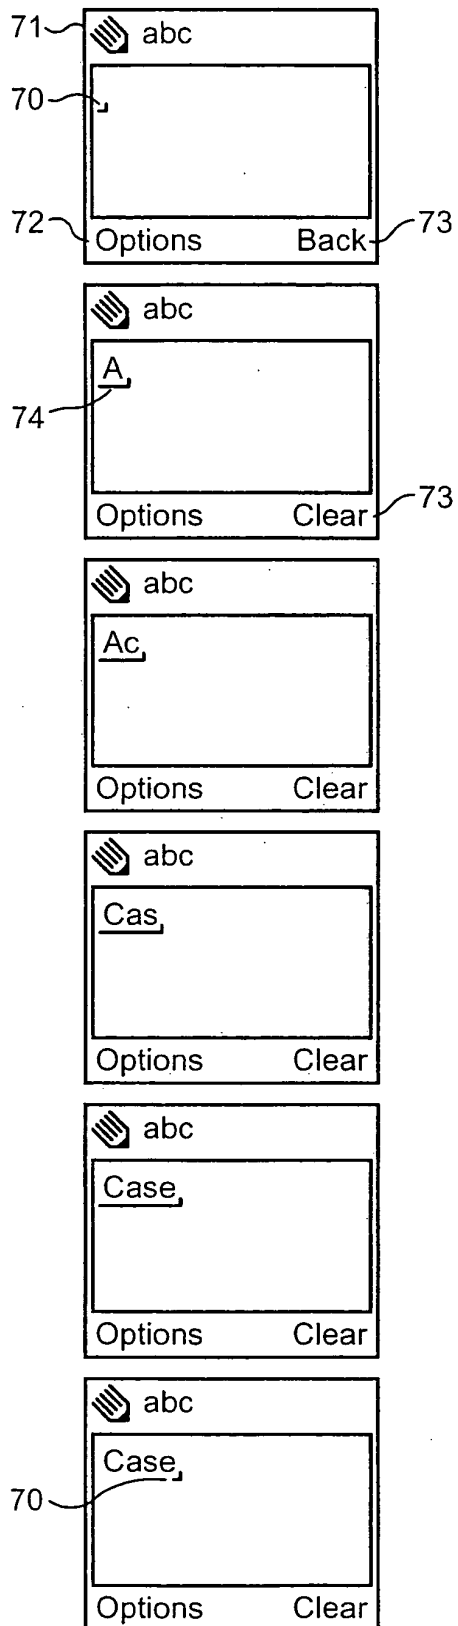 71 abc
70
72 Options Back 73
abc
A
74
Options Clear 73
abc
Ac
Options Clear
abc
Cas
Options Clear
abc
Case
Options Clear
abc
Case
70
Options Clear